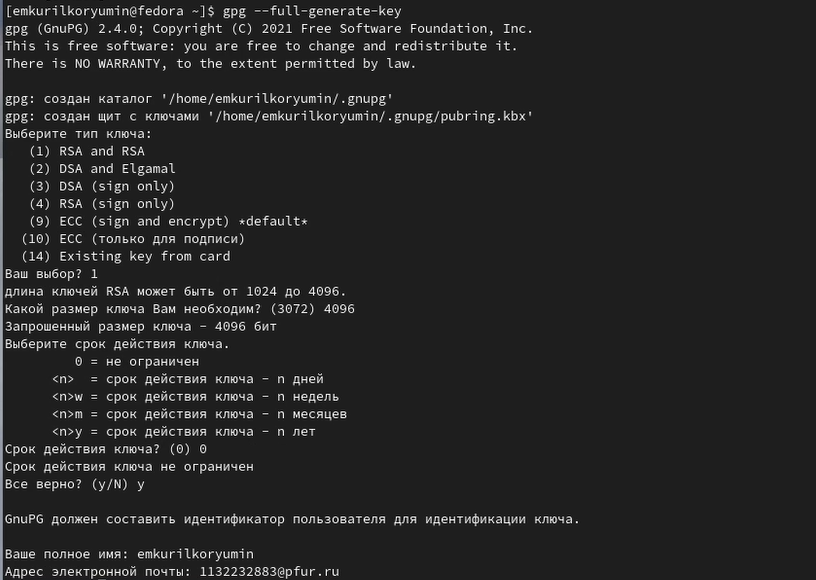 [emkurilkoryumin@fedora ~]$ gpg --full-generate-key
gpg (GnuPG) 2.4.0; Copyright (C) 2021 Free Software Foundation, Inc.
This is free software: you are free to change and redistribute it.
There is NO WARRANTY, to the extent permitted by law.
gpg: создан каталог '/home/emkurilkoryumin/.gnupg'
gpg: создан щит с ключами '/home/emkurilkoryumin/.gnupg/pubring.kbx'
Выберите тип ключа:
(1) RSA and RSA
(2) DSA and Elgamal
(3) DSA (sign only)
(4) RSA (sign only)
(9) ECC (sign and encrypt) *default*
(10) ECC (только для подписи)
(14) Existing key from card
Ваш выбор? 1
длина ключей RSA может быть от 1024 до 4096.
Какой размер ключа Вам необходим? (3072) 4096
Запрошенный размер ключа - 4096 бит
Выберите срок действия ключа.
0 = не ограничен
<n>  = срок действия ключа - n дней
<n>w = срок действия ключа - n недель
<n>m = срок действия ключа - n месяцев
<n>y = срок действия ключа - n лет
Срок действия ключа? (0) 0
Срок действия ключа не ограничен
Все верно? (y/N) y
GnuPG должен составить идентификатор пользователя для идентификации ключа.
Ваше полное имя: emkurilkoryumin
Адрес электронной почты: 1132232883@pfur.ru